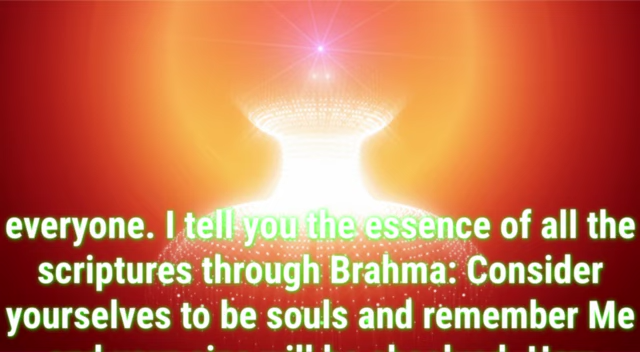 everyone. I tell you the essence of all the
scriptures through Brahma: Consider
yourselves to be souls and remember Me